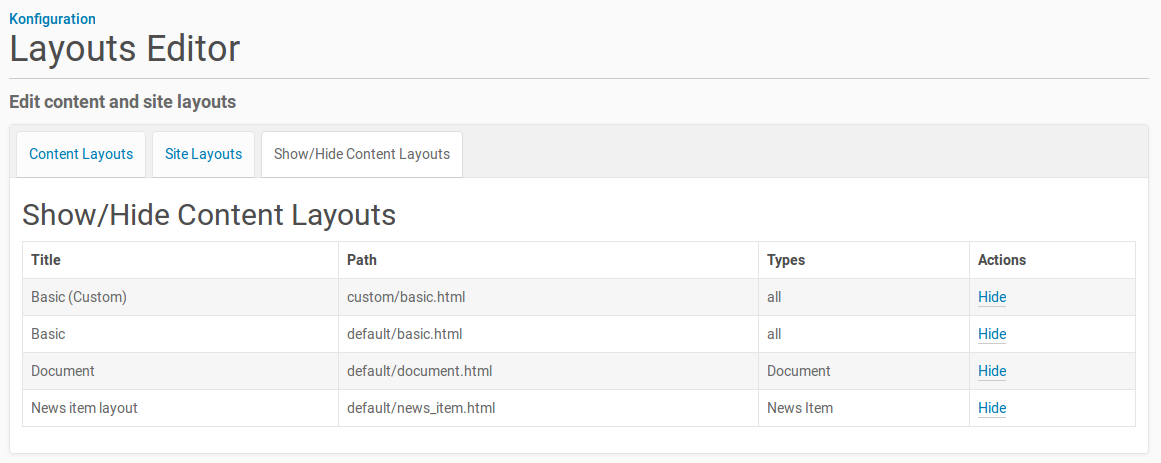 Konfiguration
Layouts Editor
Edit content and site layouts
Content Layouts Site Layouts Show/Hide Content Layouts
Show/Hide Content Layouts
Title Path Types Actions
Basic (Custom) custom/basic.html all Hide
Basic default/basic.html all Hide
Document default/document.html Document Hide
News item layout default/news_item.html News Item Hide